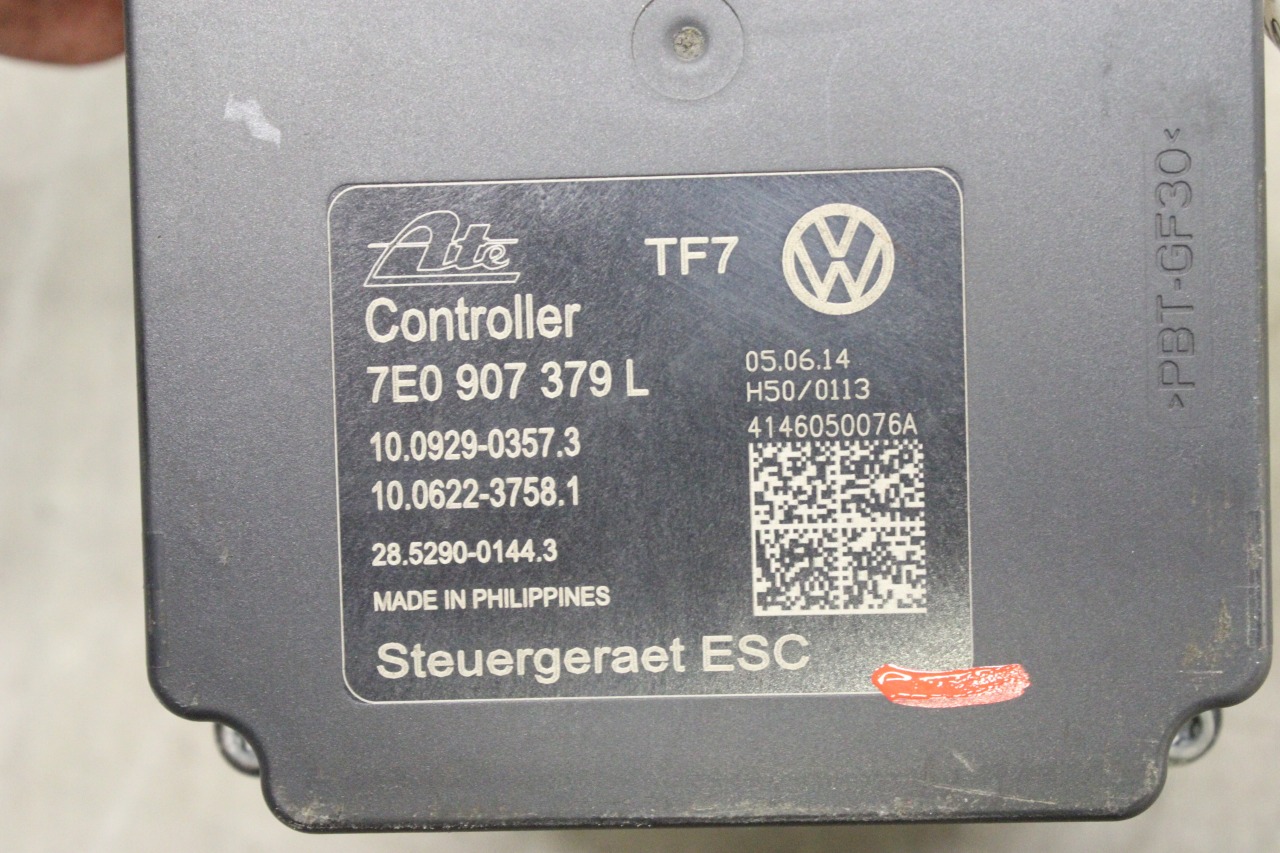 Ate
TF7
VW
Controller
7E0 907 379 L
05.06.14
H50/0113
4146050076A
10.0929-0357.3
10.0622-3758.1
28.5290-0144.3
MADE IN PHILIPPINES
Steuergeraet ESC
>PBT-GF30<